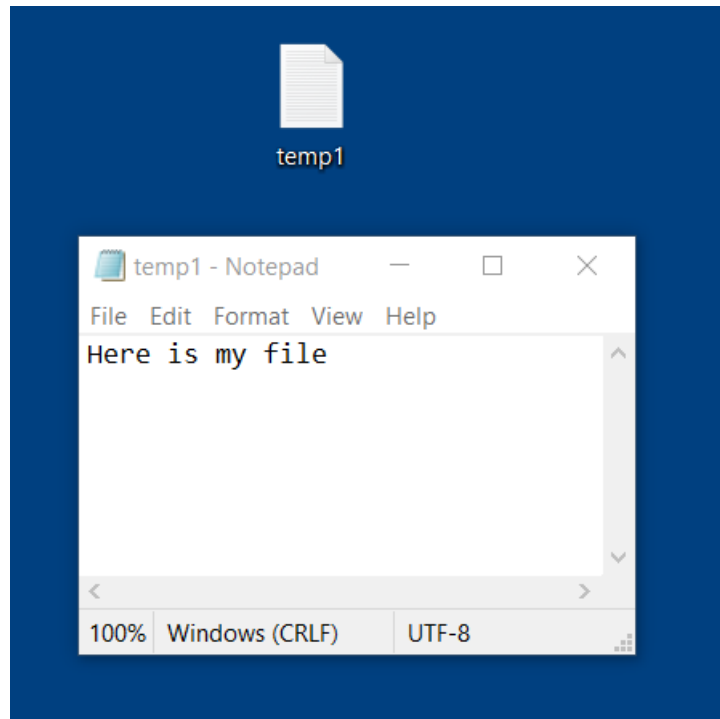 temp1
temp1 - Notepad
File Edit Format View Help
Here is my file
100% Windows (CRLF) UTF-8